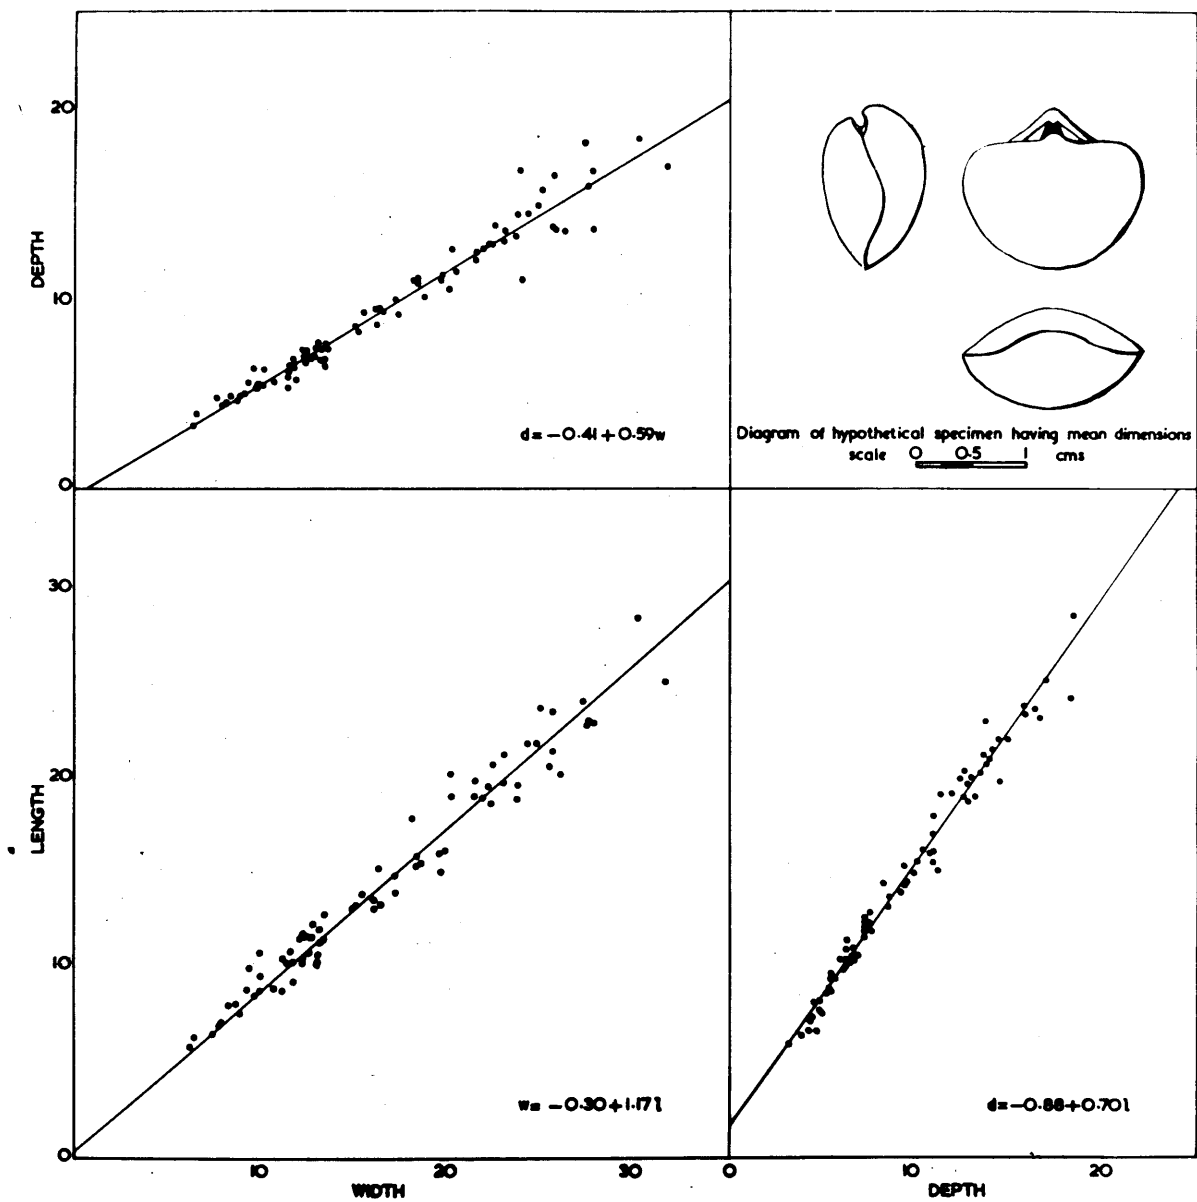 20
DEPTH
10
0
d=-0.41+0.59w
Diagram of hypothetical specimen having mean dimensions
scale 0 0.5 1 cms
30
20
LENGTH
10
0
w=-0.30+1.17l
d=-0.88+0.70l
10 20 30
WIDTH
0 10 20
DEPTH